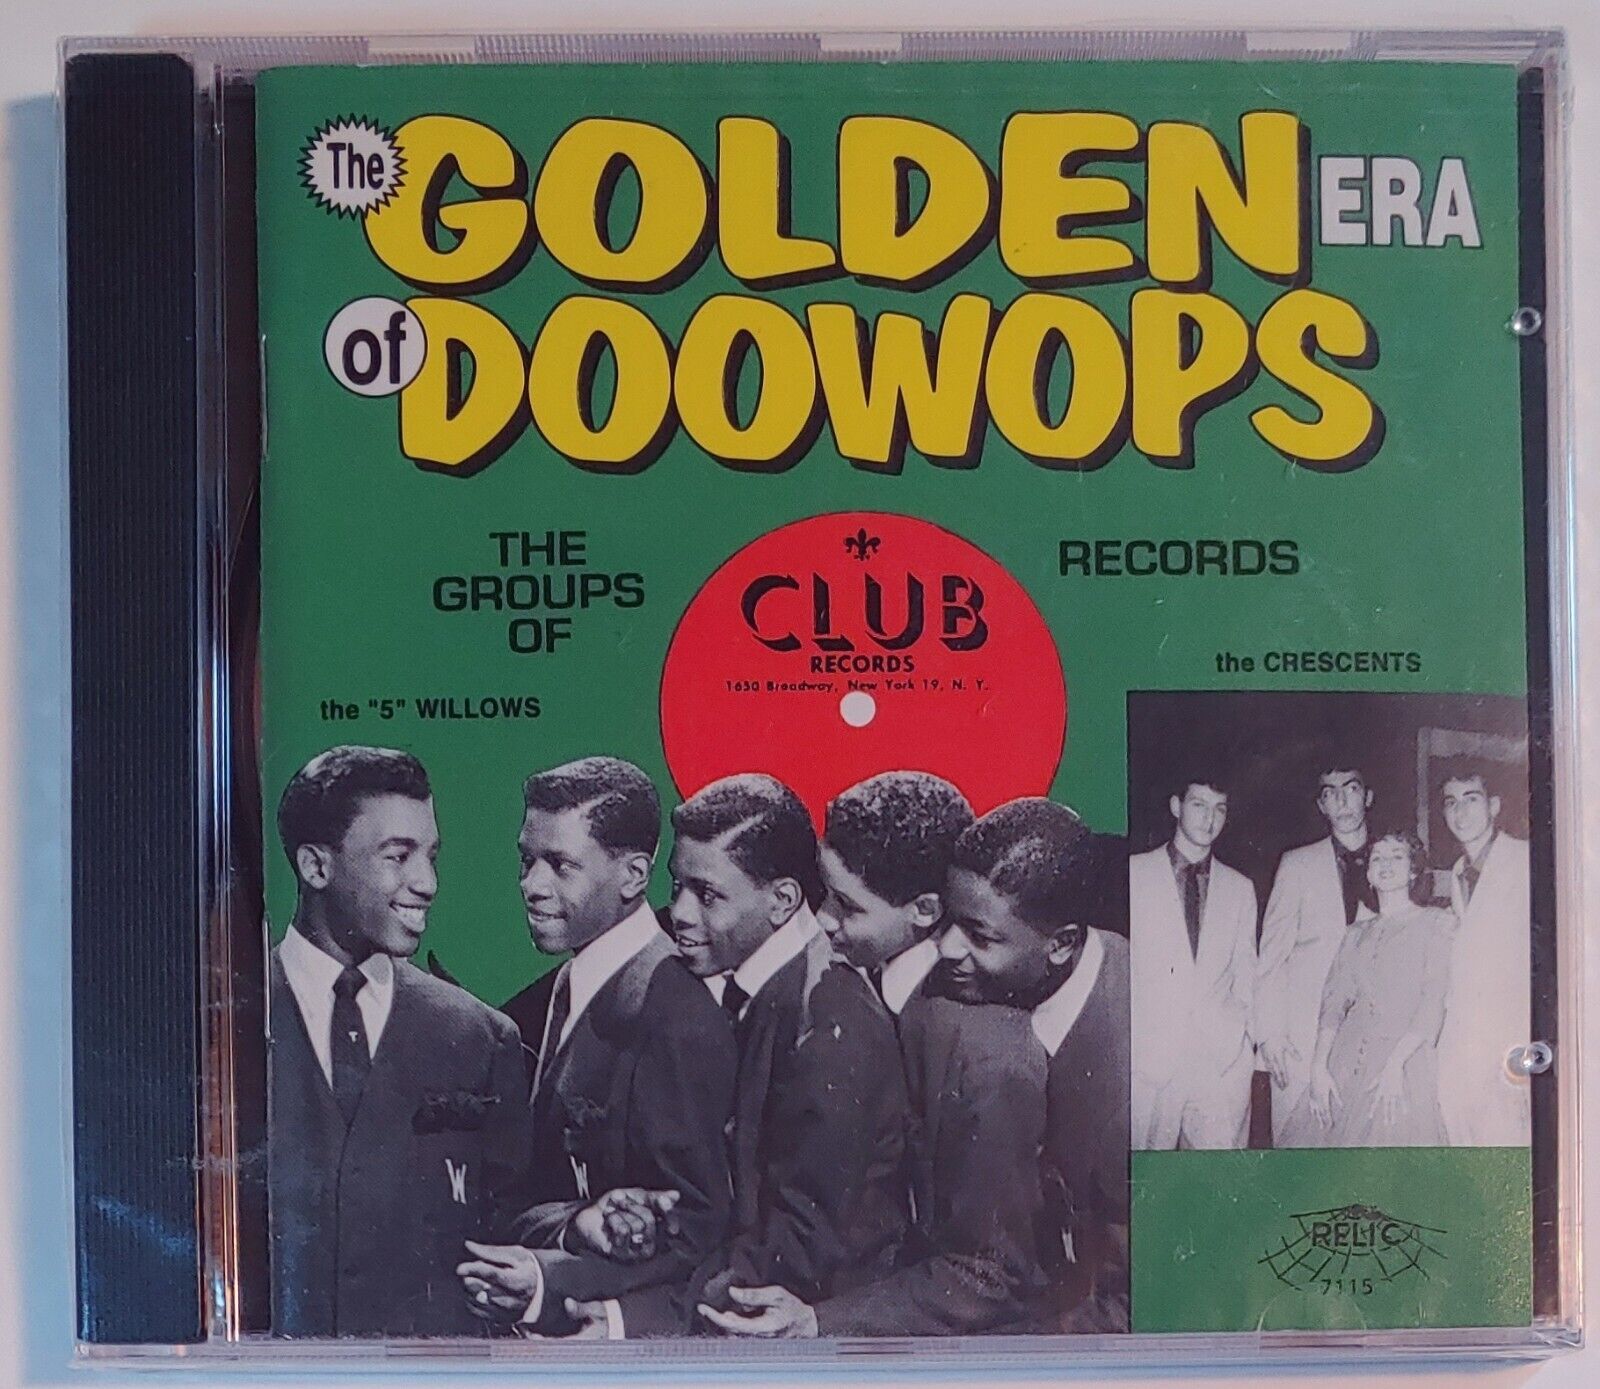 The GOLDEN ERA
of DOOWOPS
THE
GROUPS
OF
CLUB
RECORDS
1650 Broadway, New York 19, N. Y.
RECORDS
the "5" WILLOWS
the CRESCENTS
T
W
W
RELIC
7115